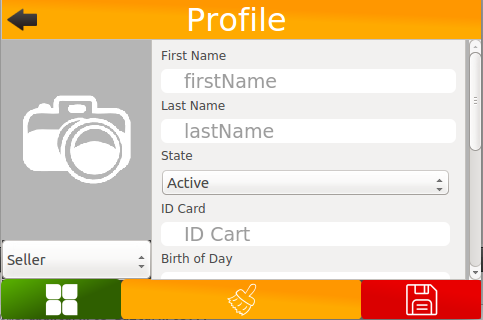 Profile
First Name
firstName
Last Name
lastName
State
Active
ID Card
ID Cart
Seller
Birth of Day